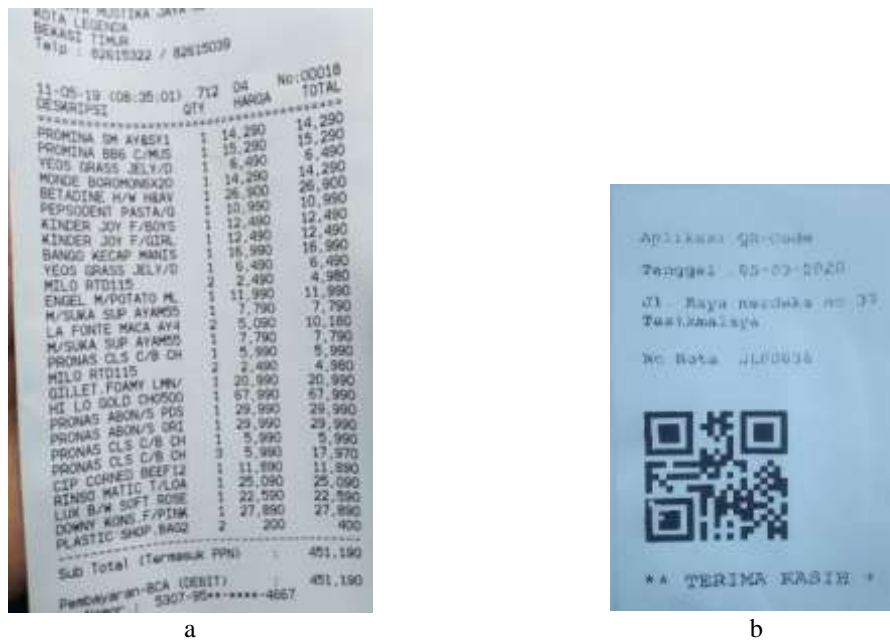 KOTA LEGENDA
BEKASI TIMUR
Telp : 82615322 / 82615039
11-05-19 (08:35:01) 712 04 No:00018
DESKRIPSI QTY HARGA TOTAL
PROMINA SM AY&SY1 1 14,290 14,290
PROMINA BB6 C/MUS 1 15,290 15,290
YEOS GRASS JELY/D 1 6,490 6,490
MONDE BOROMON6X20 1 14,290 14,290
BETADINE H/W H&AV 1 26,900 26,900
PEPSODENT PASTA/G 1 10,990 10,990
KINDER JOY F/BOYS 1 12,490 12,490
KINDER JOY F/GIRL 1 12,490 12,490
BANGO KECAP MANIS 1 16,990 16,990
YEOS GRASS JELY/D 1 6,490 6,490
MILO RTD115 2 2,490 4,980
ENGEL M/POTATO ML 1 11,990 11,990
M/SUKA SUP AYAM55 1 7,790 7,790
LA FONTE MACA AY4 2 5,090 10,180
M/SUKA SUP AYAM55 1 7,790 7,790
PRONAS CLS C/B CH 1 5,990 5,990
MILO RTD115 2 2,490 4,980
GILLET.FOAMY LMN/ 1 20,990 20,990
HI LO GOLD CHO500 1 67,990 67,990
PRONAS ABON/S PDS 1 29,990 29,990
PRONAS ABON/S ORI 1 29,990 29,990
PRONAS CLS C/B CH 1 5,990 5,990
PRONAS CLS C/B CH 3 5,990 17,970
CIP CORNED BEEF12 1 11,890 11,890
RINSO MATIC T/LOA 1 25,090 25,090
LUX B/W SOFT ROSE 1 22,590 22,590
DOWNY KONS.F/PINK 1 27,890 27,890
PLASTIC SHOP.BAG2 2 200 400
Sub Total (Termasuk PPN) : 451,190
Pembayaran-BCA (DEBIT) : 451,190
5307-95**-****-4667
a
Aplikasi QR-Code
Tanggal 05-03-2020
Jl. Raya merdeka no 37
Tasikmalaya
No Nota JL00036
** TERIMA KASIH *
b